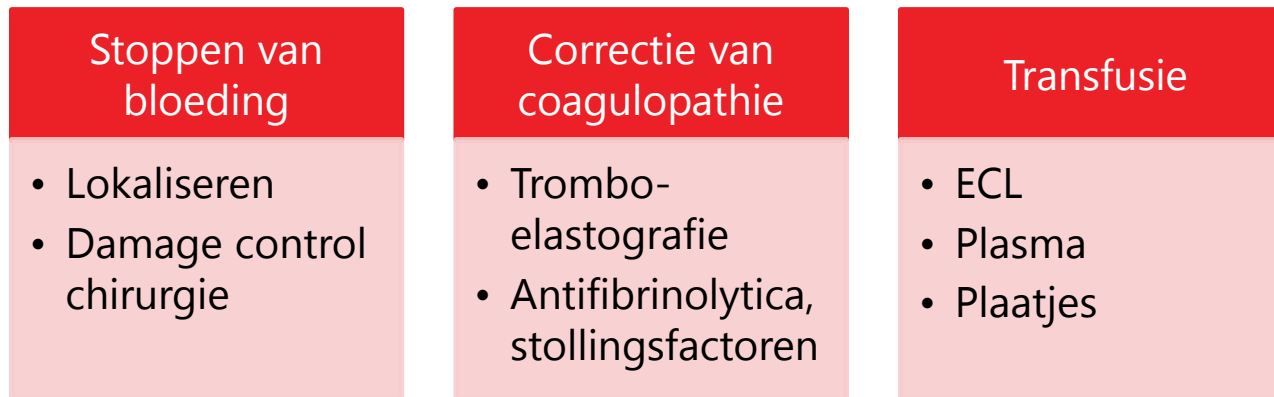 Stoppen van
bloeding
• Lokaliseren
• Damage control
chirurgie
Correctie van
coagulopathie
• Trombo-
elastografie
• Antifibrinolytica,
stollingsfactoren
Transfusie
• ECL
• Plasma
• Plaatjes